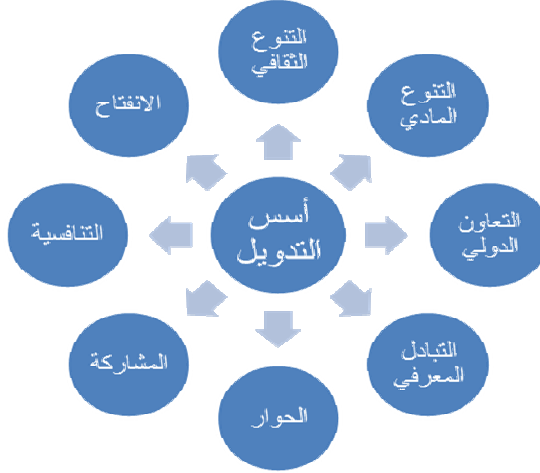 التنوع
الثقافي
التنوع
المادي
الانفتاح
أسس
التدويل
التعاون
الدولي
التنافسية
التبادل
المعرفي
المشاركة
الحوار